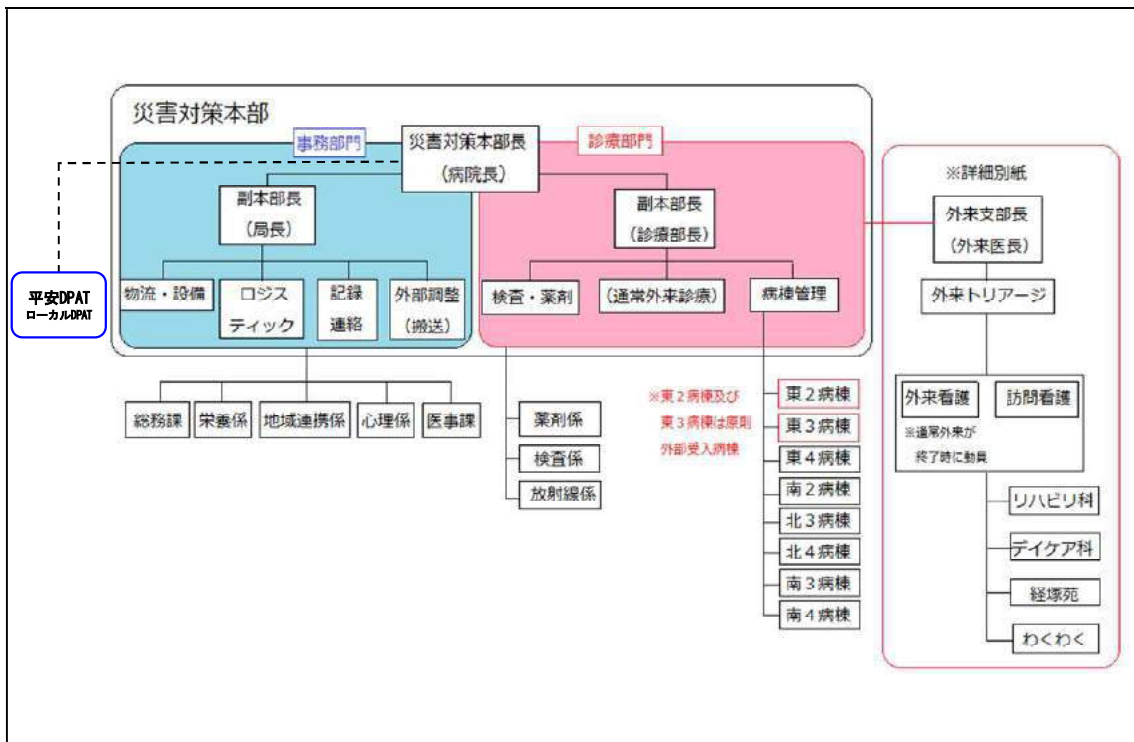 災害対策本部
事務部門
災害対策本部長
(病院長)
診療部門
副本部長
(局長)
副本部長
(診療部長)
物流・設備
ロジス
ティック
記録
連絡
外部調整
(搬送)
検査・薬剤
(通常外来診療)
病棟管理
平安DPAT
ローカルDPAT
総務課
栄養係
地域連携係
心理係
医事課
薬剤係
検査係
放射線係
※東2病棟及び
東3病棟は原則
外部受入病棟
東2病棟
東3病棟
東4病棟
南2病棟
北3病棟
北4病棟
南3病棟
南4病棟
※詳細別紙
外来支部長
(外来医長)
外来トリアージ
外来看護
訪問看護
※通常外来が
終了時に動員
リハビリ科
デイケア科
経塚苑
わくわく